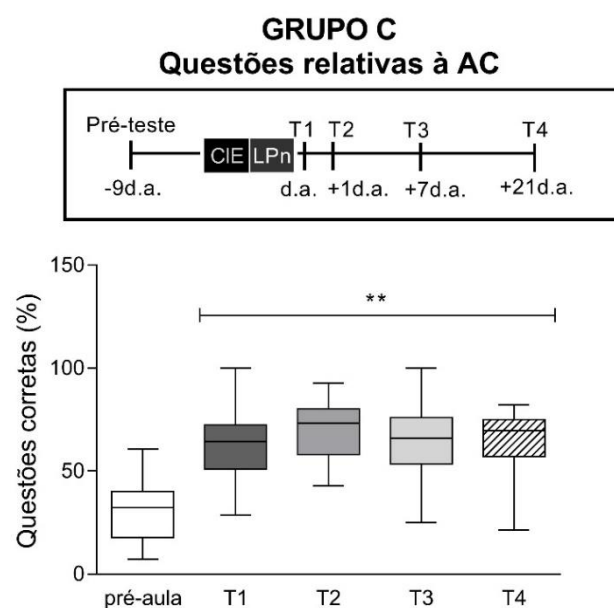 GRUPO C
Questões relativas à AC
Pré-teste
T1 T2 T3 T4
CIE LPn
-9d.a. d.a. +1d.a. +7d.a. +21d.a.
**
Questões corretas (%)
150
100
50
0
pré-aula T1 T2 T3 T4